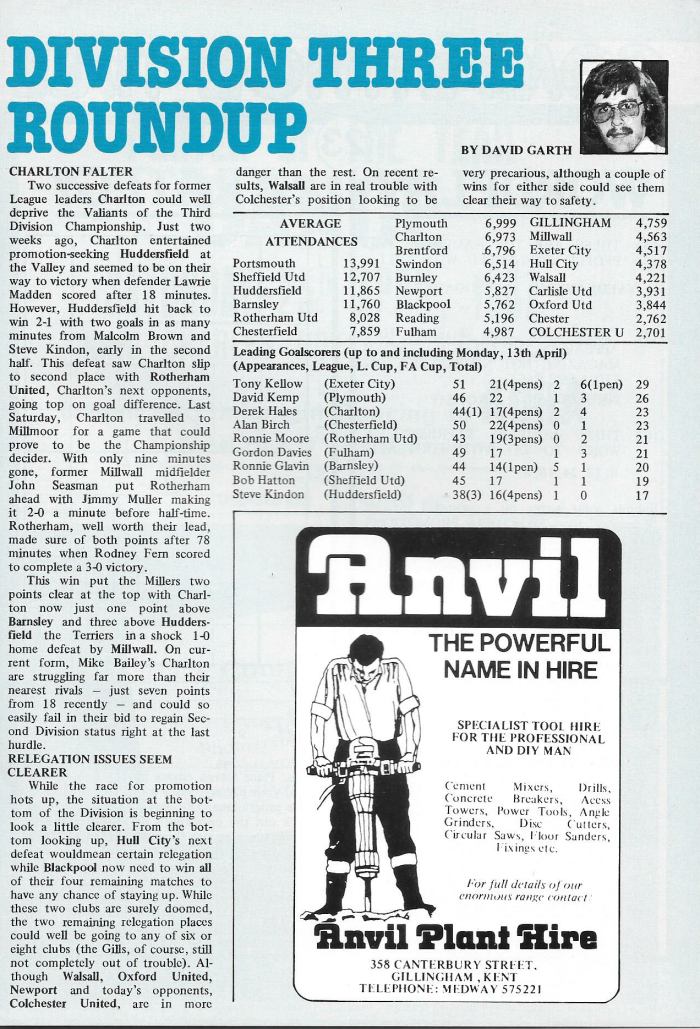 DIVISION THREE
ROUNDUP
BY DAVID GARTH
CHARLTON FALTER
Two successive defeats for former
League leaders Charlton could well
deprive the Valiants of the Third
Division Championship. Just two
weeks ago, Charlton entertained
promotion-seeking Huddersfield at
the Valley and seemed to be on their
way to victory when defender Lawrie
Madden scored after 18 minutes.
However, Huddersfield hit back to
win 2-1 with two goals in as many
minutes from Malcolm Brown and
Steve Kindon, early in the second
half. This defeat saw Charlton slip
to second place with Rotherham
United, Charlton's next opponents,
going top on goal difference. Last
Saturday, Charlton travelled to
Millmoor for a game that could
prove to be the Championship
decider. With only nine minutes
gone, former Millwall midfielder
John Seasman put Rotherham
ahead with Jimmy Muller making
it 2-0 a minute before half-time.
Rotherham, well worth their lead,
made sure of both points after 78
minutes when Rodney Fern scored
to complete a 3-0 victory.
This win put the Millers two
points clear at the top with Charl-
ton now just one point above
Barnsley and three above Hudders-
field the Terriers in a shock 1-0
home defeat by Millwall. On cur-
rent form, Mike Bailey's Charlton
are struggling far more than their
nearest rivals — just seven points
from 18 recently — and could so
easily fail in their bid to regain Sec-
ond Division status right at the last
hurdle.
RELEGATION ISSUES SEEM
CLEARER
While the race for promotion
hots up, the situation at the bot-
tom of the Division is beginning to
look a little clearer. From the bot-
tom looking up, Hull City's next
defeat wouldmean certain relegation
while Blackpool now need to win all
of their four remaining matches to
have any chance of staying up. While
these two clubs are surely doomed,
the two remaining relegation places
could well be going to any of six or
eight clubs (the Gills, of course, still
not completely out of trouble). Al-
though Walsall, Oxford United,
Newport and today's opponents,
Colchester United, are in more
danger than the rest. On recent re-
sults, Walsall are in real trouble with
Colchester's position looking to be
very precarious, although a couple of
wins for either side could see them
clear their way to safety.
AVERAGE
ATTENDANCES
Portsmouth 13,991
Sheffield Utd 12,707
Huddersfield 11,865
Barnsley 11,760
Rotherham Utd 8,028
Chesterfield 7,859
Plymouth 6,999
Charlton 6,973
Brentford 6,796
Swindon 6,514
Burnley 6,423
Newport 5,827
Blackpool 5,762
Reading 5,196
Fulham 4,987
GILLINGHAM 4,759
Millwall 4,563
Exeter City 4,517
Hull City 4,378
Walsall 4,221
Carlisle Utd 3,931
Oxford Utd 3,844
Chester 2,762
COLCHESTER U 2,701
Leading Goalscorers (up to and including Monday, 13th April)
(Appearances, League, L. Cup, FA Cup, Total)
Tony Kellow (Exeter City) 51 21(4pens) 2 6(1pen) 29
David Kemp (Plymouth) 46 22 1 3 26
Derek Hales (Charlton) 44(1) 17(4pens) 2 4 23
Alan Birch (Chesterfield) 50 22(4pens) 0 1 23
Ronnie Moore (Rotherham Utd) 43 19(3pens) 0 2 21
Gordon Davies (Fulham) 49 17 1 3 21
Ronnie Glavin (Barnsley) 44 14(1pen) 5 1 20
Bob Hatton (Sheffield Utd) 45 17 1 1 19
Steve Kindon (Huddersfield) 38(3) 16(4pens) 1 0 17
Anvil
THE POWERFUL
NAME IN HIRE
SPECIALIST TOOL HIRE
FOR THE PROFESSIONAL
AND DIY MAN
Cement Mixers, Drills,
Concrete Breakers, Acess
Towers, Power Tools, Angle
Grinders, Disc Cutters,
Circular Saws, Floor Sanders,
Fixings etc.
For full details of our
enormous range contact:
Anvil Plant Hire
358 CANTERBURY STREET,
GILLINGHAM, KENT
TELEPHONE: MEDWAY 575221